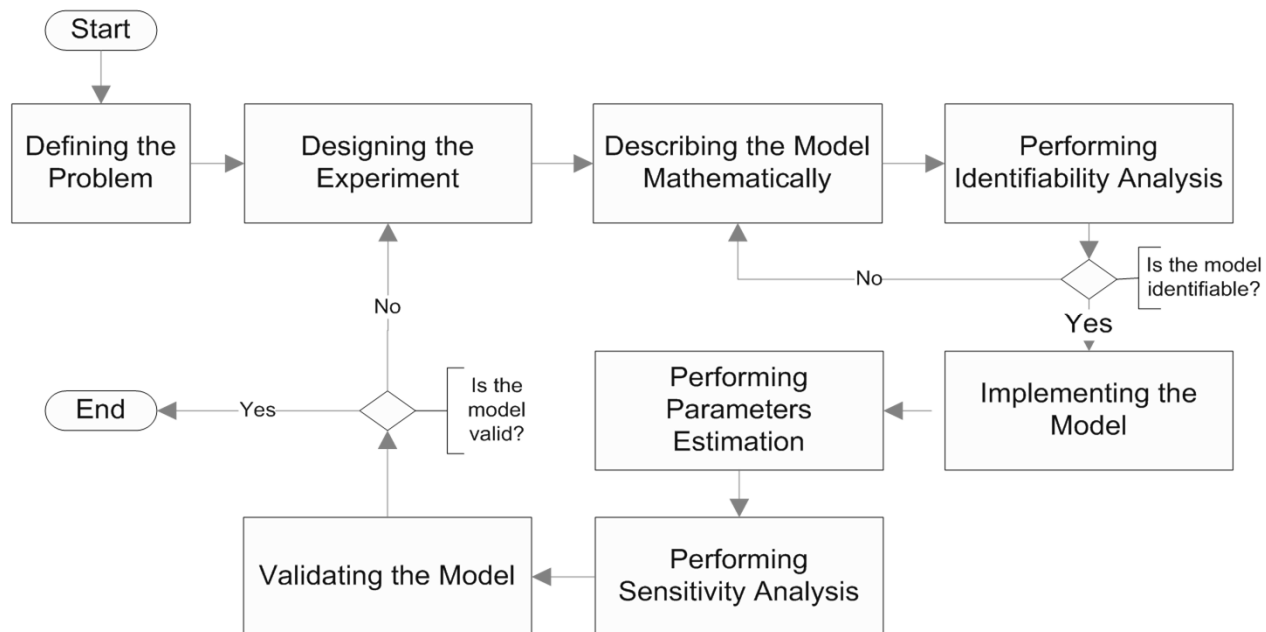 Start
Defining the
Problem
Designing the
Experiment
Describing the Model
Mathematically
Performing
Identifiability Analysis
No
Is the model
identifiable?
Yes
Implementing the
Model
Performing
Parameters
Estimation
Performing
Sensitivity Analysis
Validating the Model
Is the
model
valid?
No
Yes
End